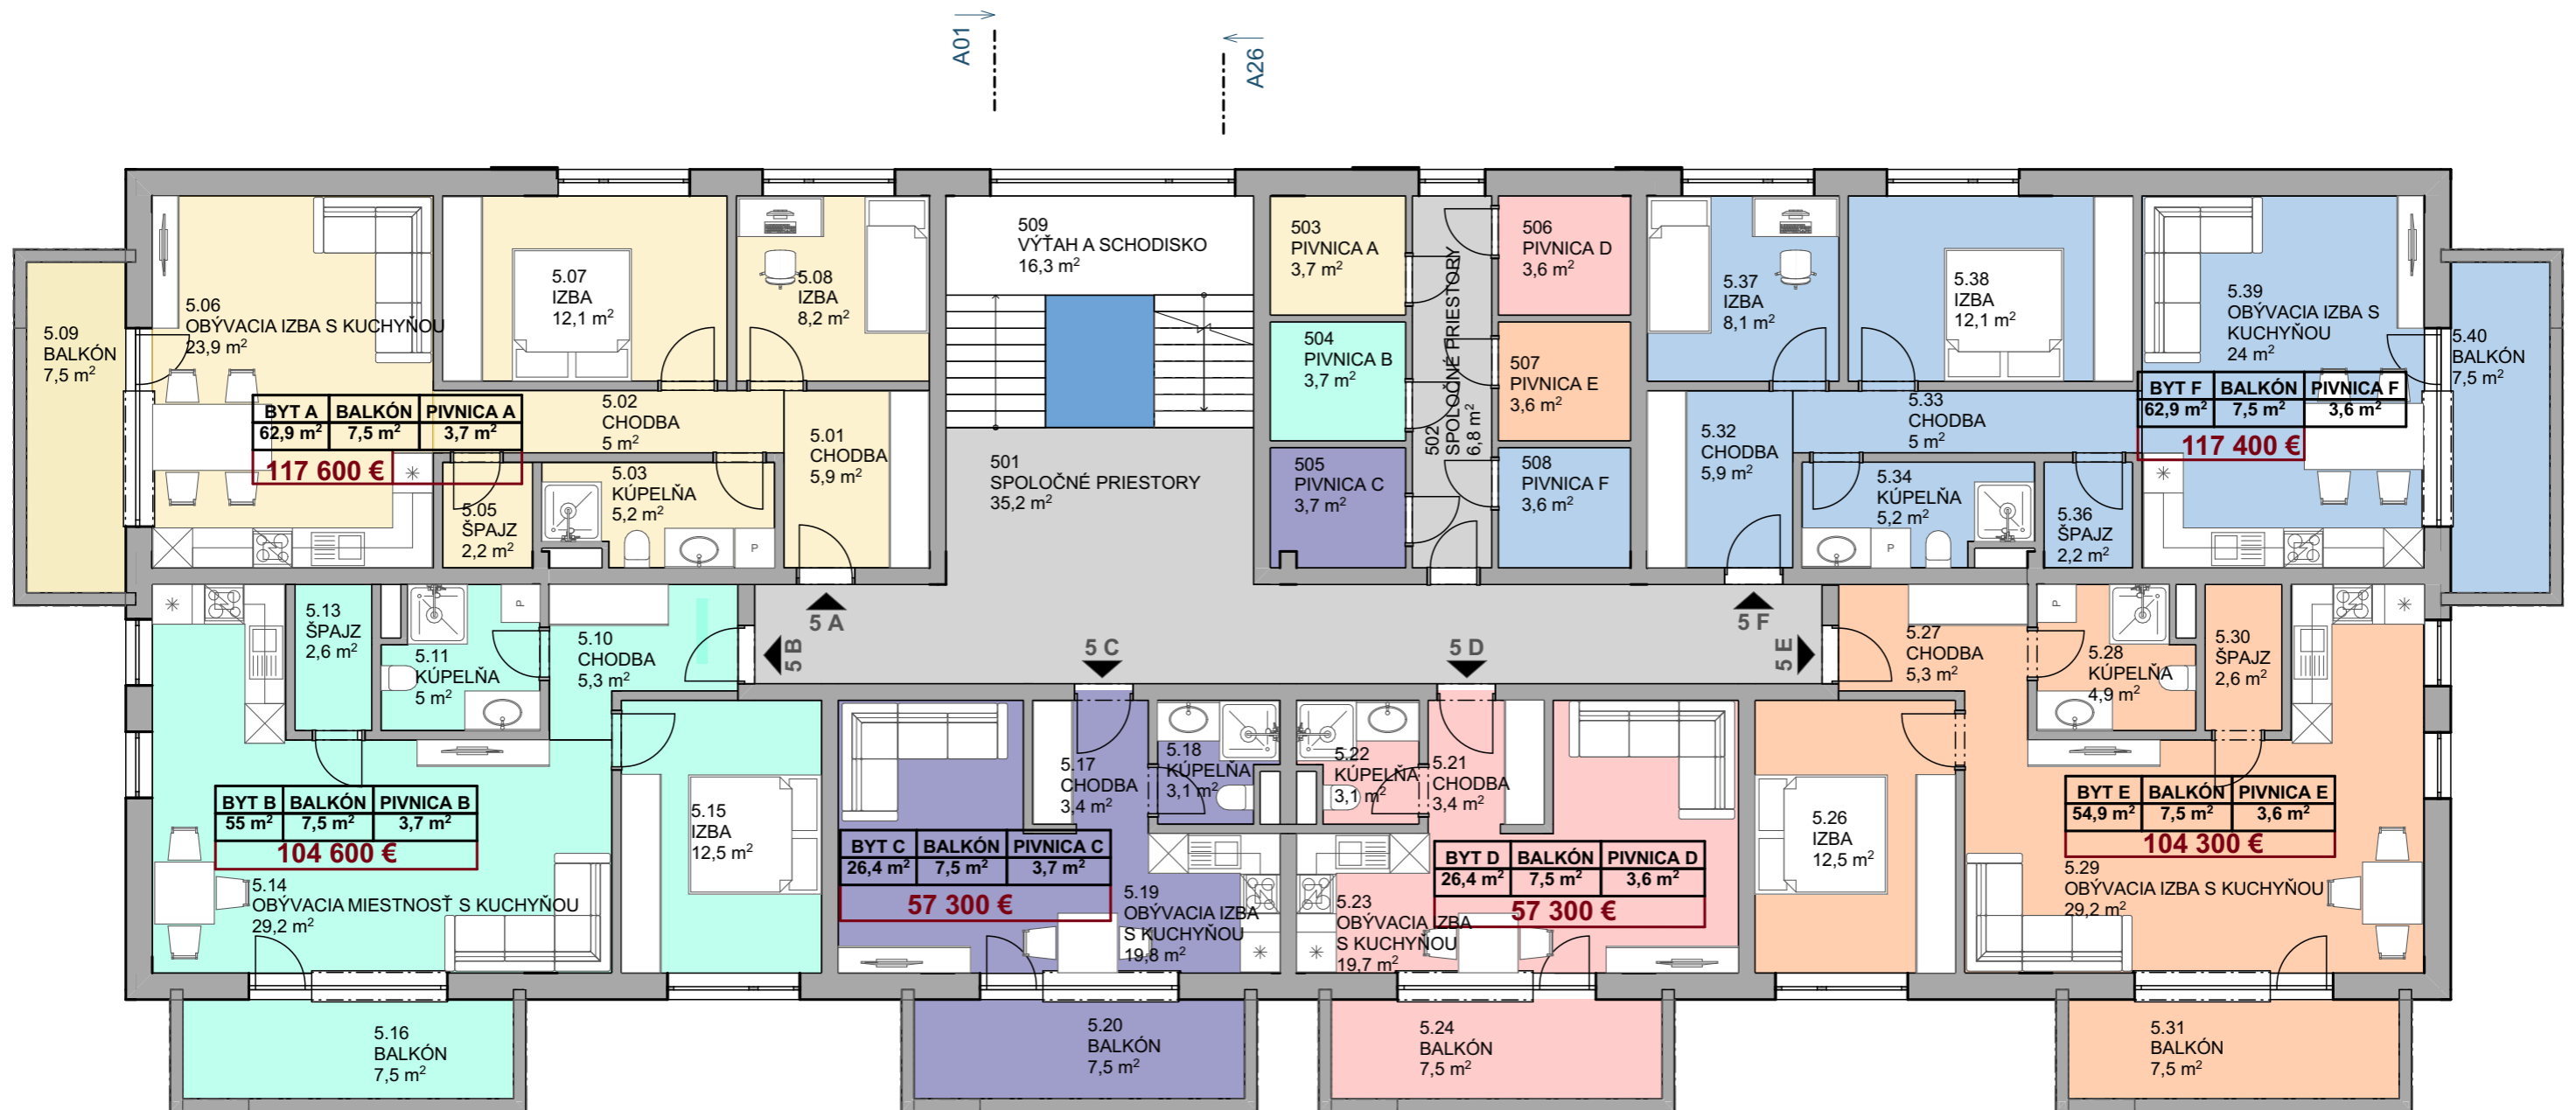 A01
A26
5.09
BALKÓN
7,5 m²
5.06
OBÝVACIA IZBA S KUCHYŇOU
23,9 m²
5.07
IZBA
12,1 m²
5.08
IZBA
8,2 m²
509
VÝŤAH A SCHODISKO
16,3 m²
503
PIVNICA A
3,7 m²
504
PIVNICA B
3,7 m²
505
PIVNICA C
3,7 m²
502
SPOLOČNÉ PRIESTORY
6,8 m²
506
PIVNICA D
3,6 m²
507
PIVNICA E
3,6 m²
508
PIVNICA F
3,6 m²
5.37
IZBA
8,1 m²
5.38
IZBA
12,1 m²
5.39
OBÝVACIA IZBA S
KUCHYŇOU
24 m²
5.40
BALKÓN
7,5 m²
BYT A BALKÓN PIVNICA A
62,9 m² 7,5 m² 3,7 m²
117 600 €
5.02
CHODBA
5 m²
5.01
CHODBA
5,9 m²
5.03
KÚPELŇA
5,2 m²
P
5.05
ŠPAJZ
2,2 m²
501
SPOLOČNÉ PRIESTORY
35,2 m²
5.32
CHODBA
5,9 m²
5.33
CHODBA
5 m²
5.34
KÚPELŇA
5,2 m²
P
5.36
ŠPAJZ
2,2 m²
BYT F BALKÓN PIVNICA F
62,9 m² 7,5 m² 3,6 m²
117 400 €
5 A
5 B
5 C
5 D
5 E
5 F
5.13
ŠPAJZ
2,6 m²
5.11
KÚPELŇA
5 m²
P
5.10
CHODBA
5,3 m²
BYT B BALKÓN PIVNICA B
55 m² 7,5 m² 3,7 m²
104 600 €
5.14
OBÝVACIA MIESTNOSŤ S KUCHYŇOU
29,2 m²
5.15
IZBA
12,5 m²
5.16
BALKÓN
7,5 m²
5.17
CHODBA
3,4 m²
5.18
KÚPELŇA
3,1 m²
BYT C BALKÓN PIVNICA C
26,4 m² 7,5 m² 3,7 m²
57 300 €
5.19
OBÝVACIA IZBA
S KUCHYŇOU
19,8 m²
5.20
BALKÓN
7,5 m²
5.22
KÚPELŇA
3,1 m²
5.21
CHODBA
3,4 m²
BYT D BALKÓN PIVNICA D
26,4 m² 7,5 m² 3,6 m²
57 300 €
5.23
OBÝVACIA IZBA
S KUCHYŇOU
19,7 m²
5.24
BALKÓN
7,5 m²
5.26
IZBA
12,5 m²
5.27
CHODBA
5,3 m²
5.28
KÚPELŇA
4,9 m²
P
5.30
ŠPAJZ
2,6 m²
BYT E BALKÓN PIVNICA E
54,9 m² 7,5 m² 3,6 m²
104 300 €
5.29
OBÝVACIA IZBA S KUCHYŇOU
29,2 m²
5.31
BALKÓN
7,5 m²